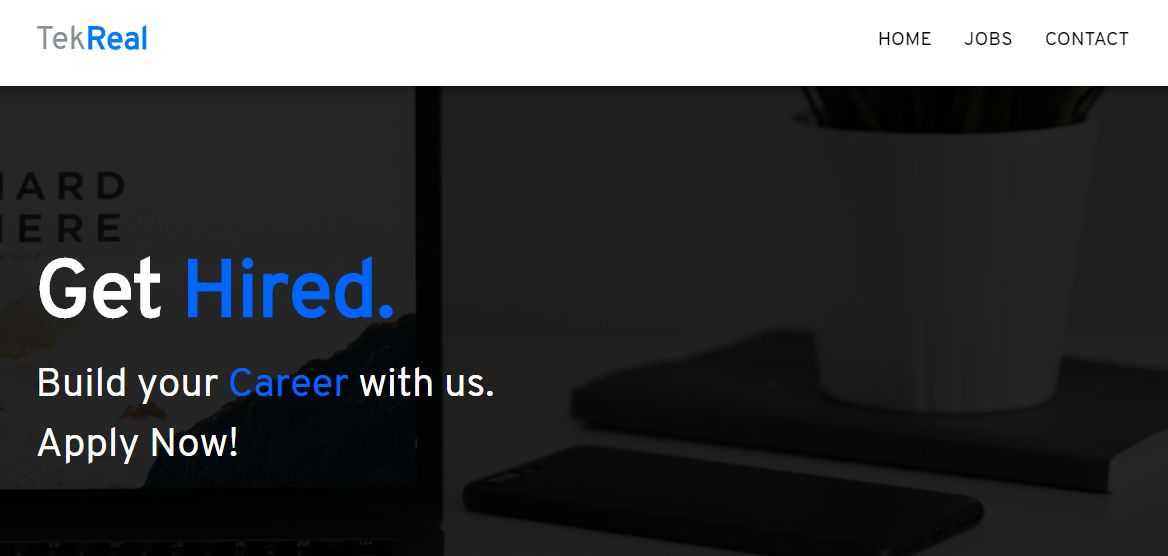 TekReal
HOME JOBS CONTACT
HARD
HERE
Get Hired.
Build your Career with us.
Apply Now!